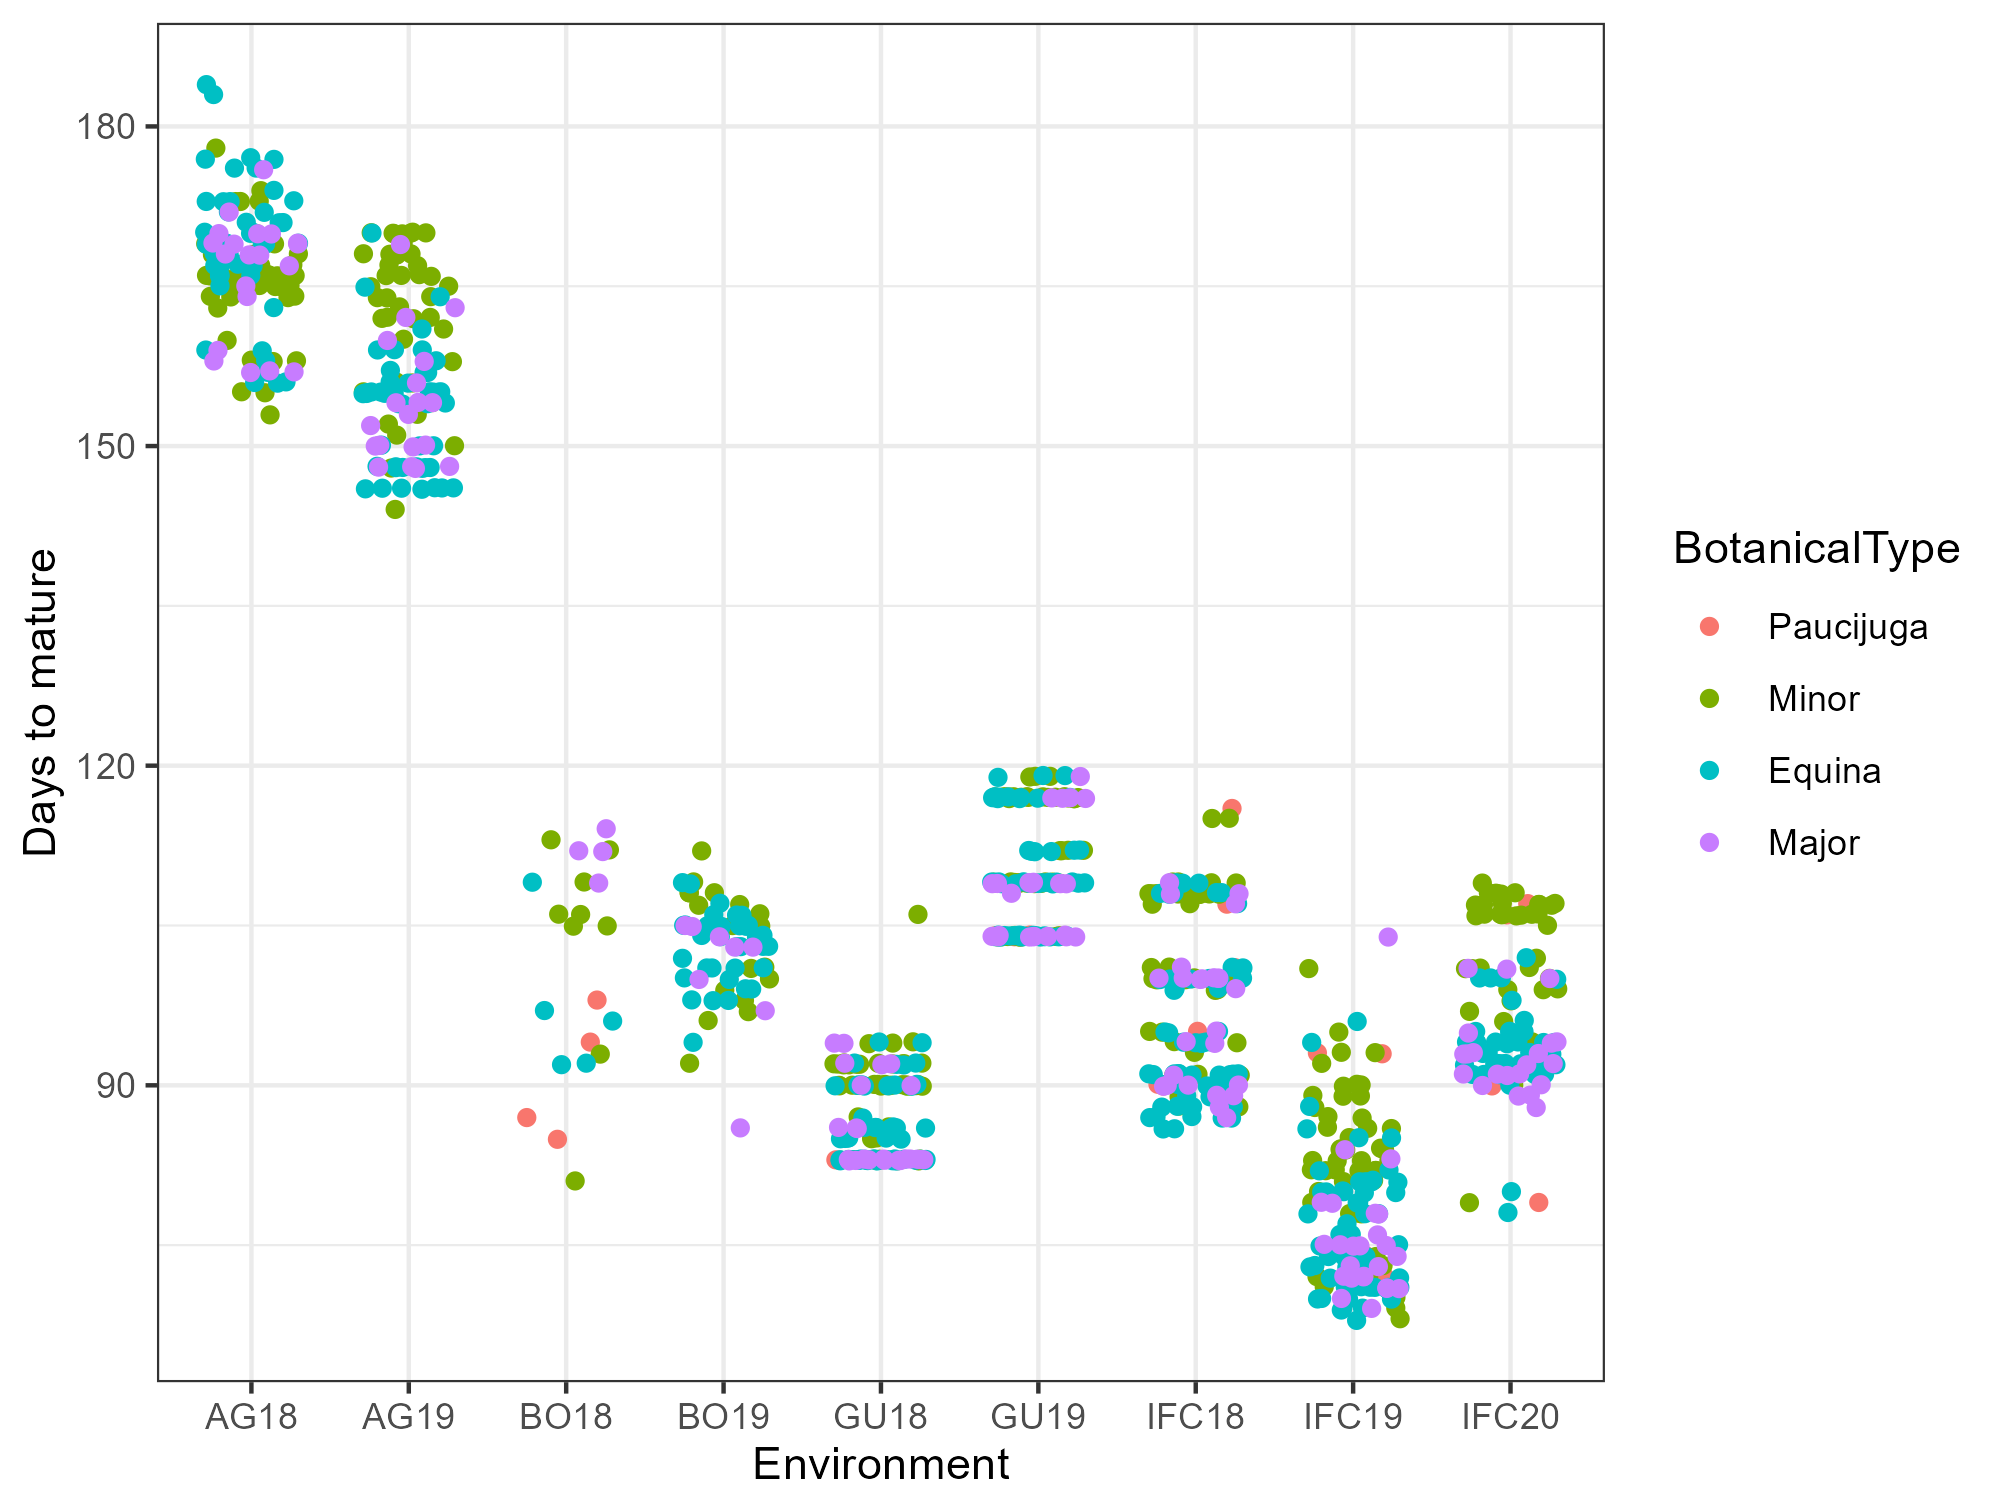 180
150
120
90
Days to mature
AG18 AG19 BO18 BO19 GU18 GU19 IFC18 IFC19 IFC20
Environment
BotanicalType
Paucijuga
Minor
Equina
Major